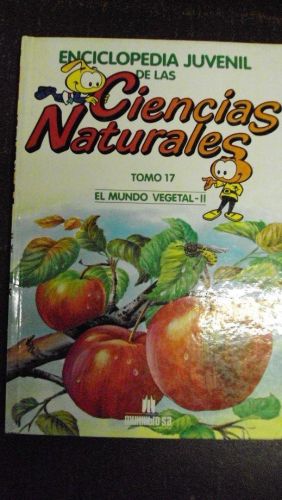 ENCICLOPEDIA JUVENIL
DE LAS
Ciencias
Naturales
TOMO 17
EL MUNDO VEGETAL-II